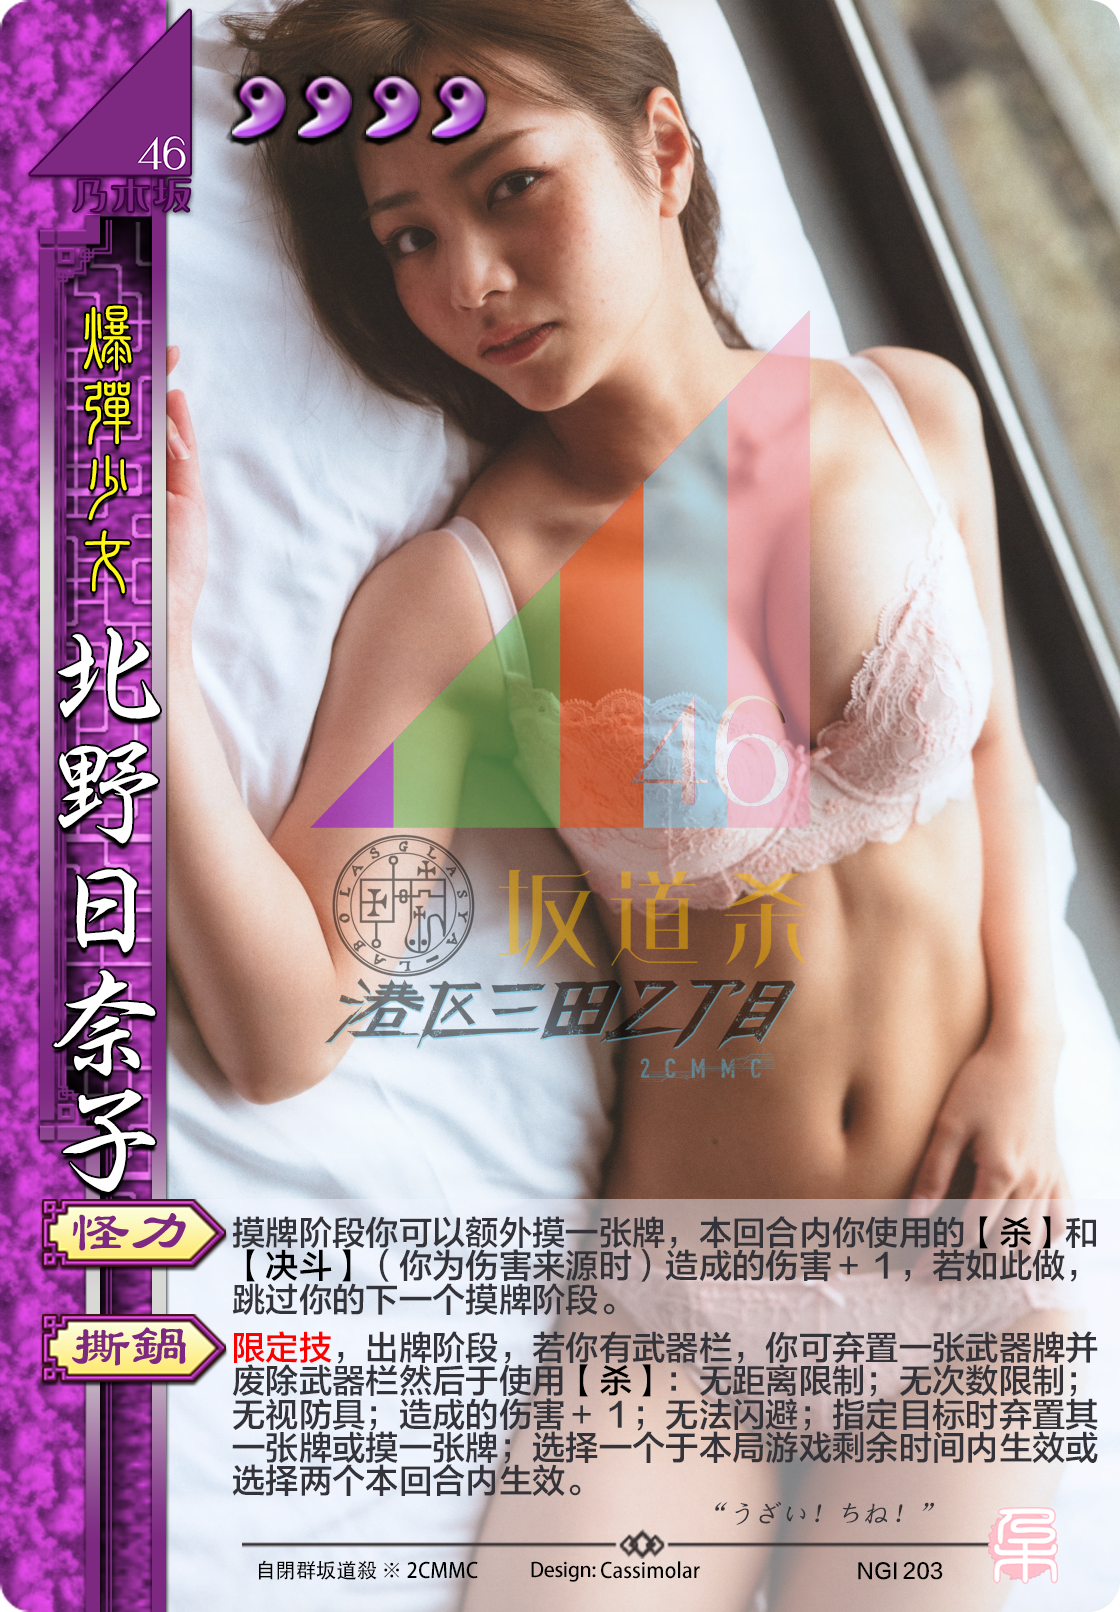 46
乃木坂
爆彈少女
北野日奈子
46
GLASYA-LABOLAS
坂道杀
港区三田2丁目
2CMMC
怪力
摸牌阶段你可以额外摸一张牌，本回合内你使用的【杀】和
【决斗】（你为伤害来源时）造成的伤害＋１，若如此做，
跳过你的下一个摸牌阶段。
撕鍋
限定技，出牌阶段，若你有武器栏，你可弃置一张武器牌并
废除武器栏然后于使用【杀】：无距离限制；无次数限制；
无视防具；造成的伤害＋１；无法闪避；指定目标时弃置其
一张牌或摸一张牌；选择一个于本局游戏剩余时间内生效或
选择两个本回合内生效。
“うざい！ちね！”
自閉群坂道殺 ※ 2CMMC
Design: Cassimolar
NGI 203